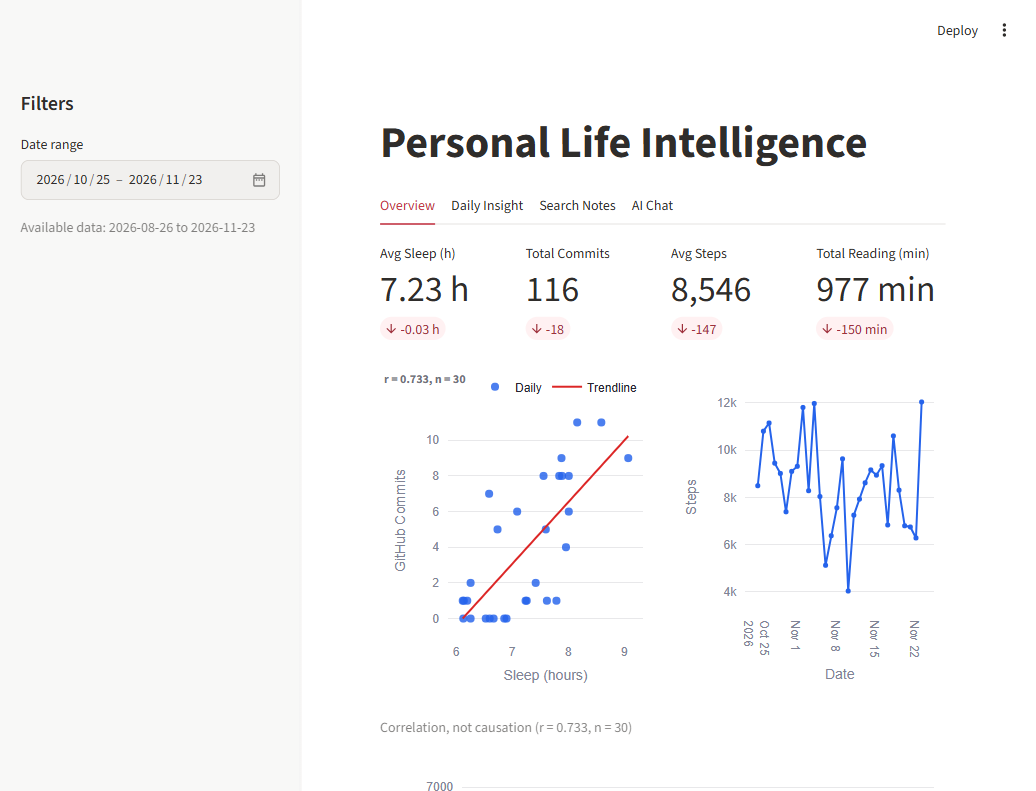 Deploy
Filters
Date range
2026 / 10 / 25 – 2026 / 11 / 23
Available data: 2026-08-26 to 2026-11-23
Personal Life Intelligence
Overview Daily Insight Search Notes AI Chat
Avg Sleep (h) Total Commits Avg Steps Total Reading (min)
7.23 h 116 8,546 977 min
↓ -0.03 h ↓ -18 ↓ -147 ↓ -150 min
r = 0.733, n = 30
Daily Trendline
10
8
6
4
2
0
GitHub Commits
6 7 8 9
Sleep (hours)
12k
10k
8k
6k
4k
Steps
Oct 25
2026
Nor 1
Nor 8
Nor 15
Nor 22
Date
Correlation, not causation (r = 0.733, n = 30)
7000